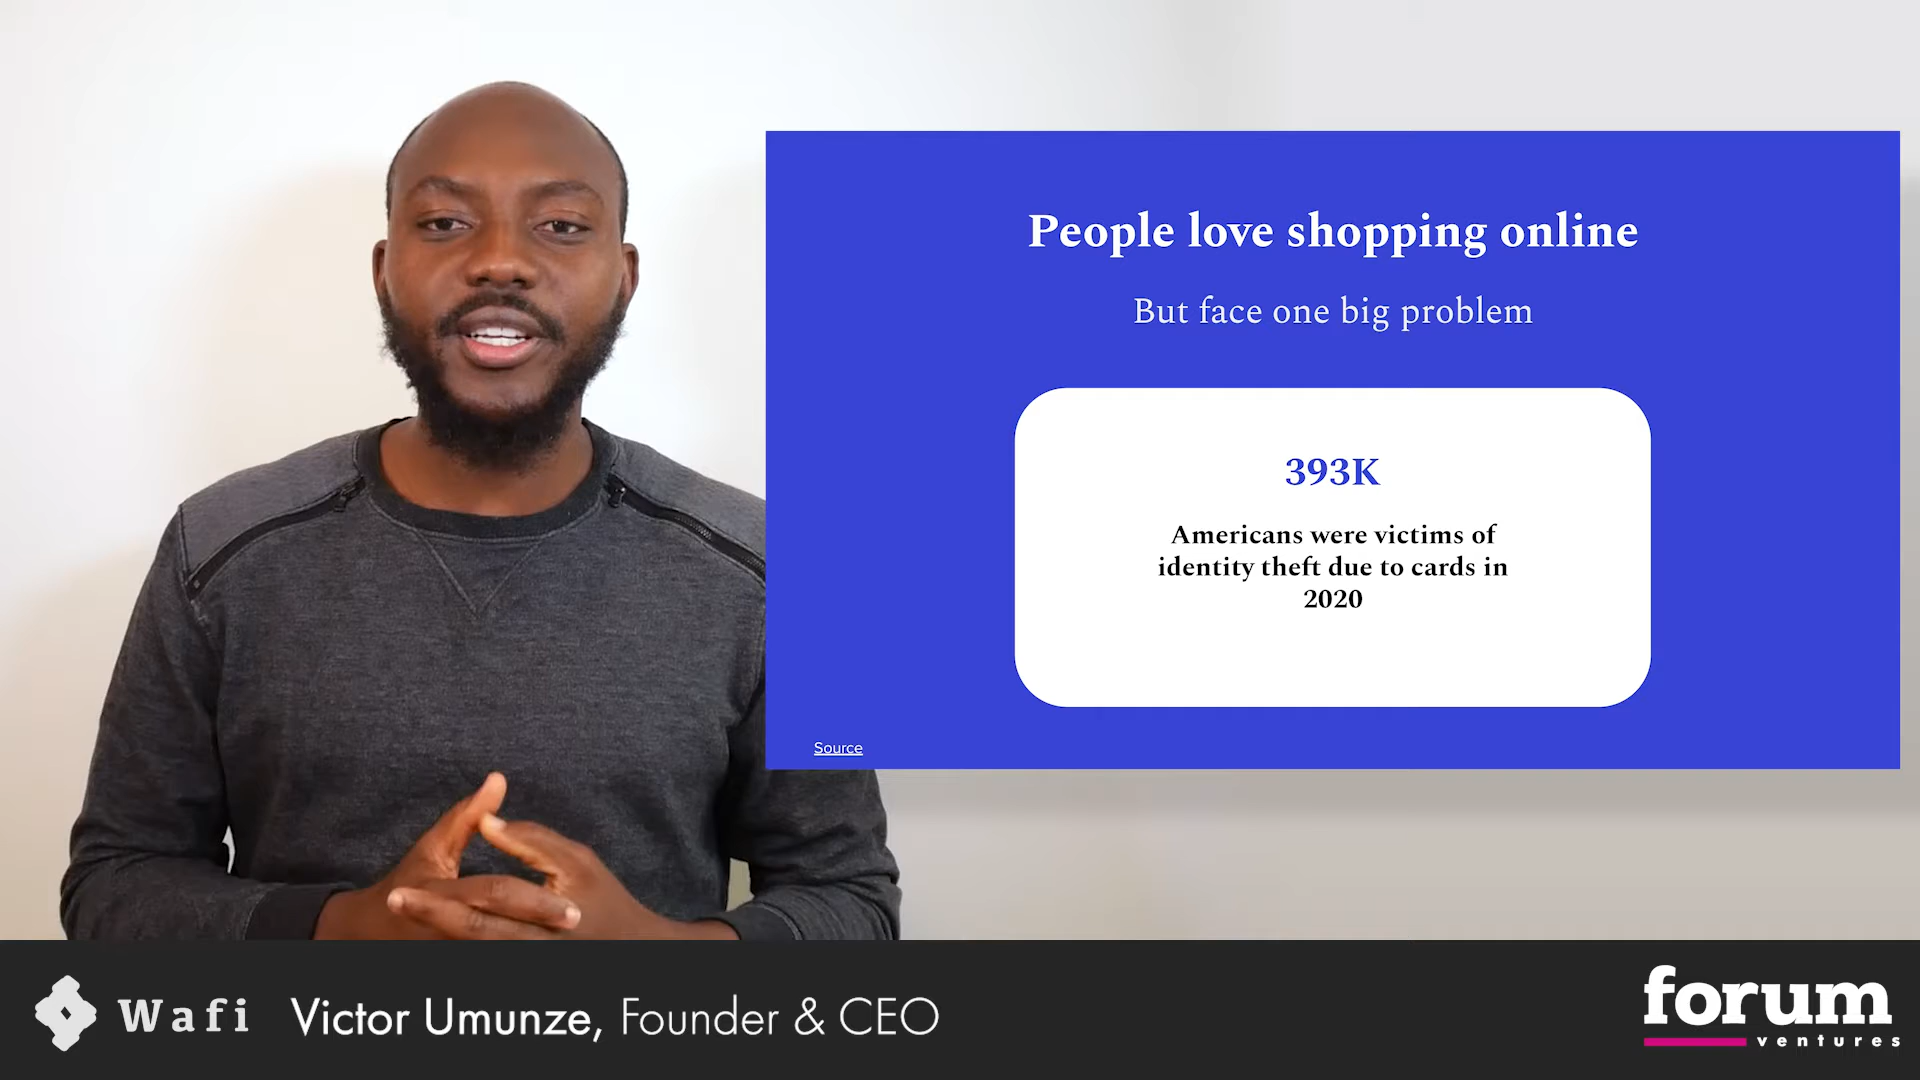 People love shopping online
But face one big problem
393K
Americans were victims of
identity theft due to cards in
2020
Source
Wafi Victor Umunze, Founder & CEO
forum
ventures